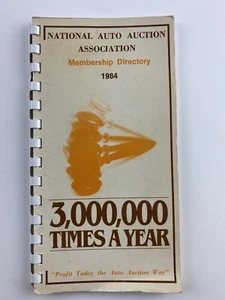 NATIONAL AUTO AUCTION
ASSOCIATION
Membership Directory
1984
3,000,000
TIMES A YEAR
"Profit Today the Auto Auction Way"